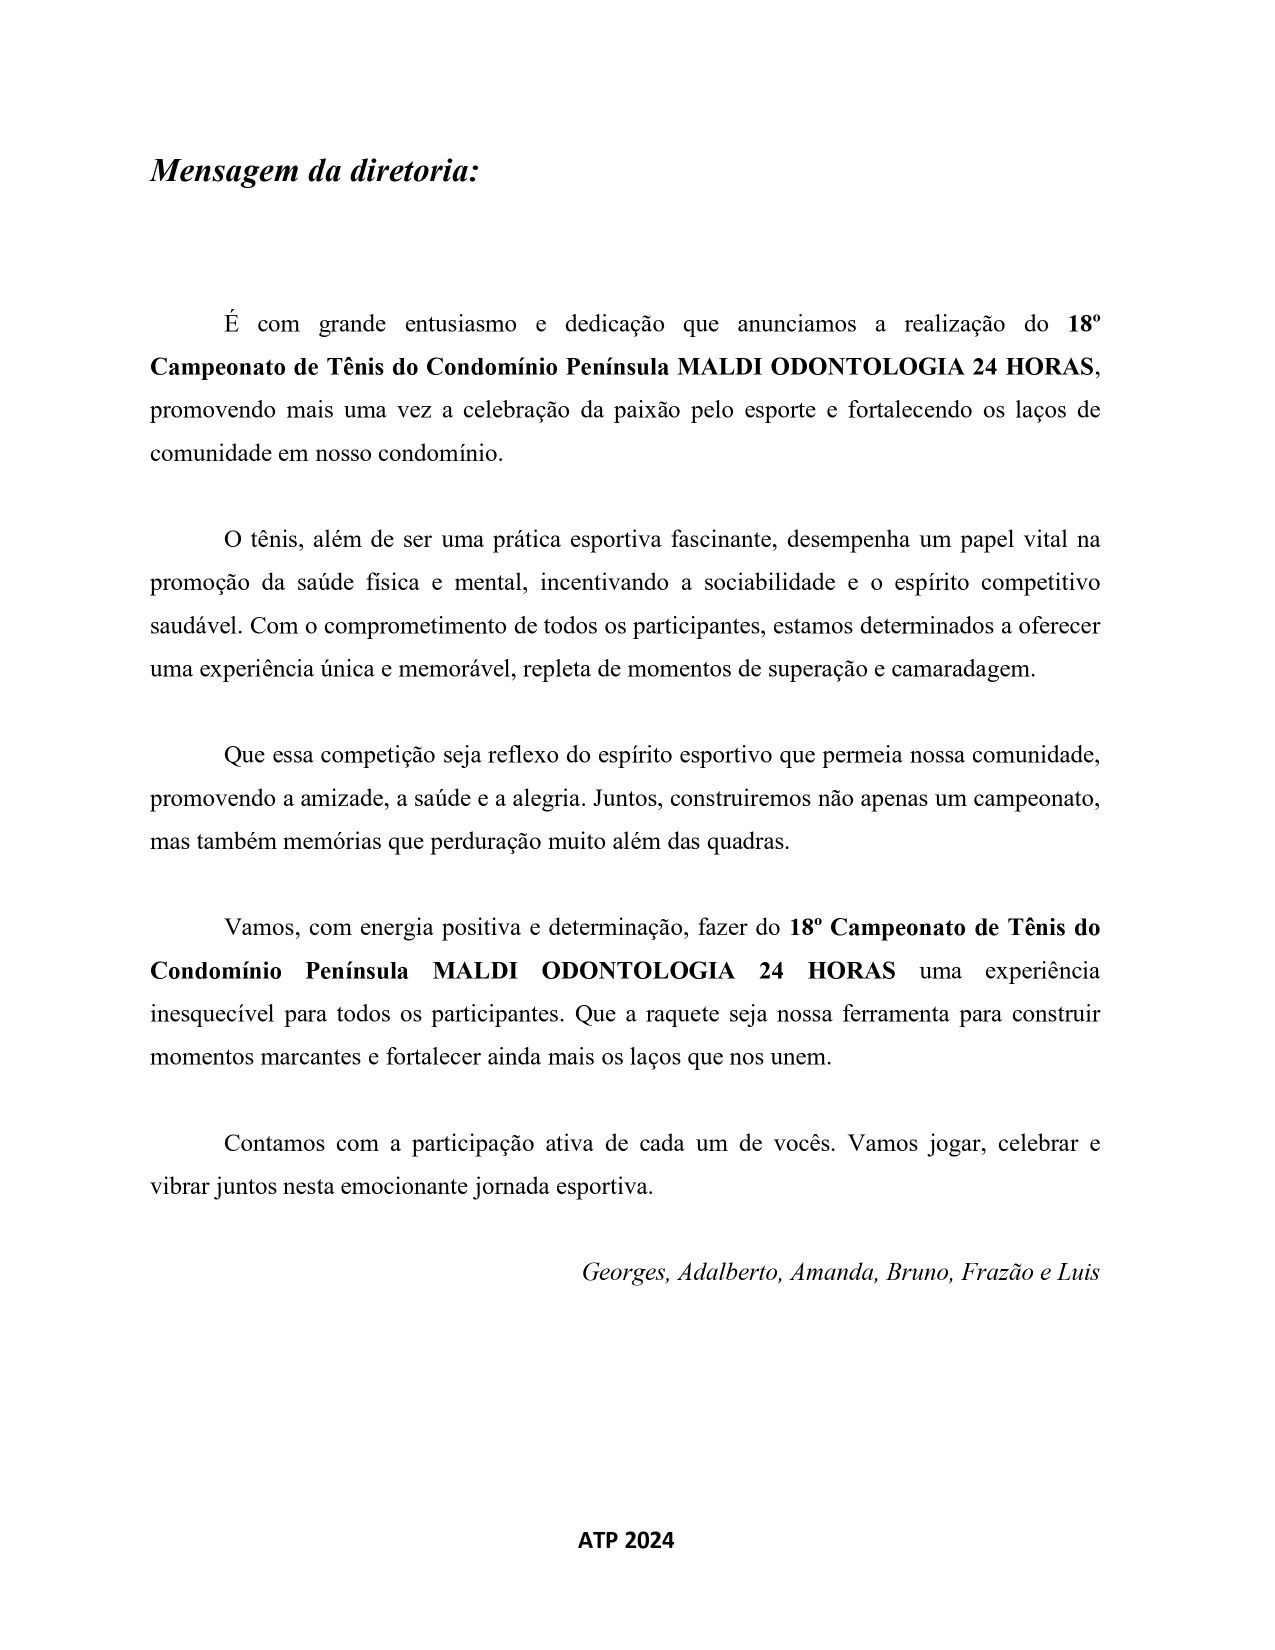 Mensagem da diretoria:
É com grande entusiasmo e dedicação que anunciamos a realização do 18º
Campeonato de Tênis do Condomínio Península MALDI ODONTOLOGIA 24 HORAS,
promovendo mais uma vez a celebração da paixão pelo esporte e fortalecendo os laços de
comunidade em nosso condomínio.
O tênis, além de ser uma prática esportiva fascinante, desempenha um papel vital na
promoção da saúde física e mental, incentivando a sociabilidade e o espírito competitivo
saudável. Com o comprometimento de todos os participantes, estamos determinados a oferecer
uma experiência única e memorável, repleta de momentos de superação e camaradagem.
Que essa competição seja reflexo do espírito esportivo que permeia nossa comunidade,
promovendo a amizade, a saúde e a alegria. Juntos, construiremos não apenas um campeonato,
mas também memórias que perduração muito além das quadras.
Vamos, com energia positiva e determinação, fazer do 18º Campeonato de Tênis do
Condomínio Península MALDI ODONTOLOGIA 24 HORAS uma experiência
inesquecível para todos os participantes. Que a raquete seja nossa ferramenta para construir
momentos marcantes e fortalecer ainda mais os laços que nos unem.
Contamos com a participação ativa de cada um de vocês. Vamos jogar, celebrar e
vibrar juntos nesta emocionante jornada esportiva.
Georges, Adalberto, Amanda, Bruno, Frazão e Luis
ATP 2024